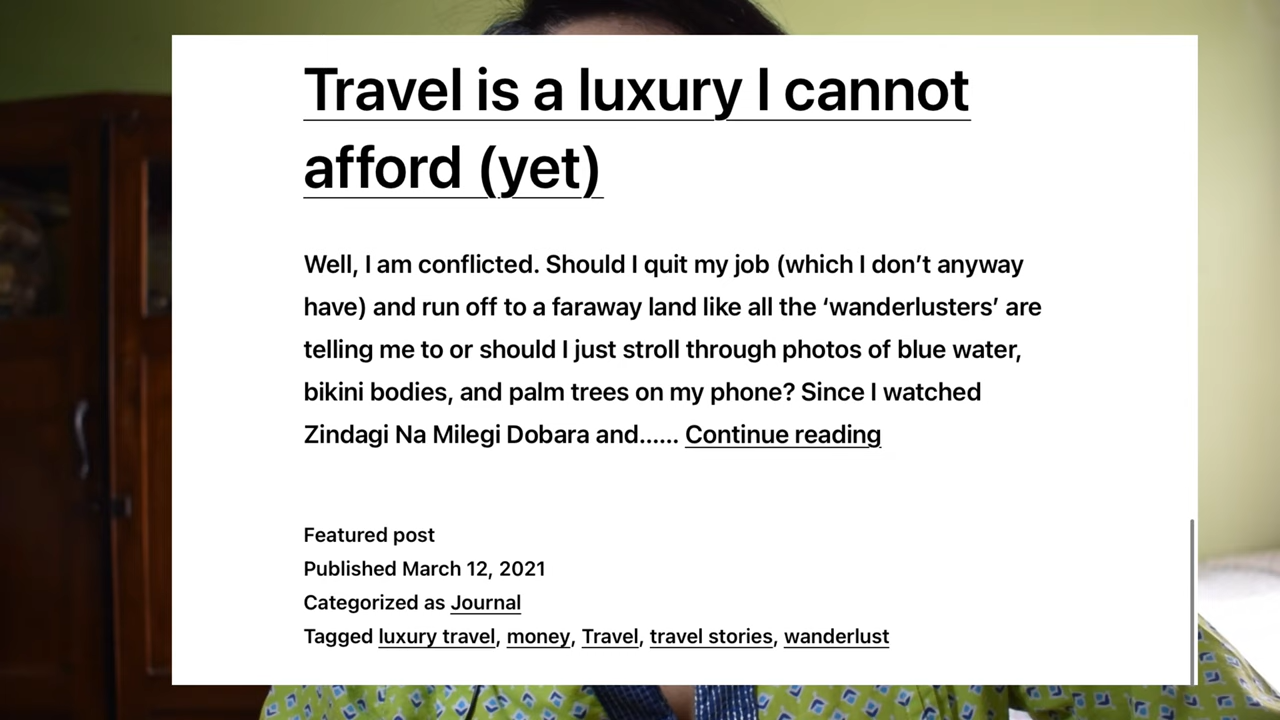 Travel is a luxury I cannot
afford (yet)
Well, I am conflicted. Should I quit my job (which I don’t anyway
have) and run off to a faraway land like all the ‘wanderlusters’ are
telling me to or should I just stroll through photos of blue water,
bikini bodies, and palm trees on my phone? Since I watched
Zindagi Na Milegi Dobara and…… Continue reading
Featured post
Published March 12, 2021
Categorized as Journal
Tagged luxury travel, money, Travel, travel stories, wanderlust